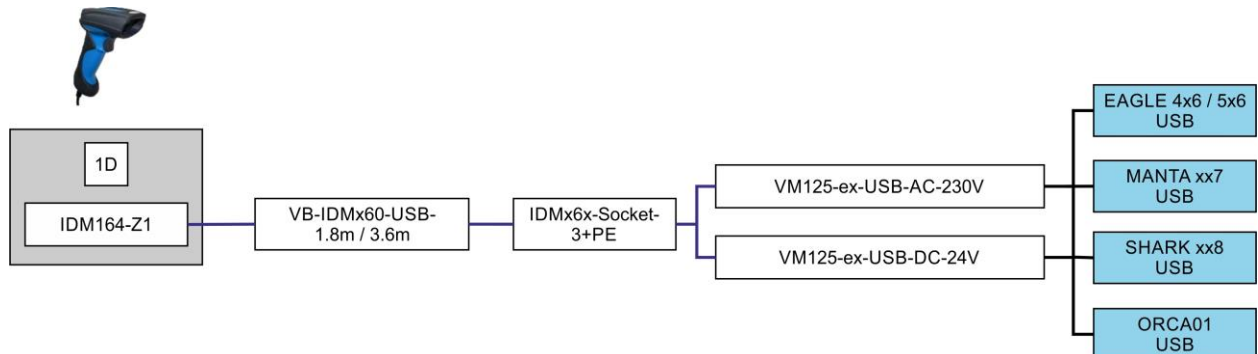 1D
IDM164-Z1
VB-IDMx60-USB-
1.8m / 3.6m
IDMx6x-Socket-
3+PE
VM125-ex-USB-AC-230V
VM125-ex-USB-DC-24V
EAGLE 4x6 / 5x6
USB
MANTA xx7
USB
SHARK xx8
USB
ORCA01
USB